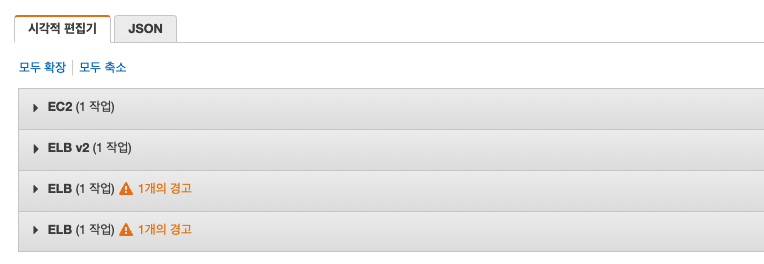 시각적 편집기 JSON
모두 확장 모두 축소
EC2 (1 작업)
ELB v2 (1 작업)
ELB (1 작업) 1개의 경고
ELB (1 작업) 1개의 경고